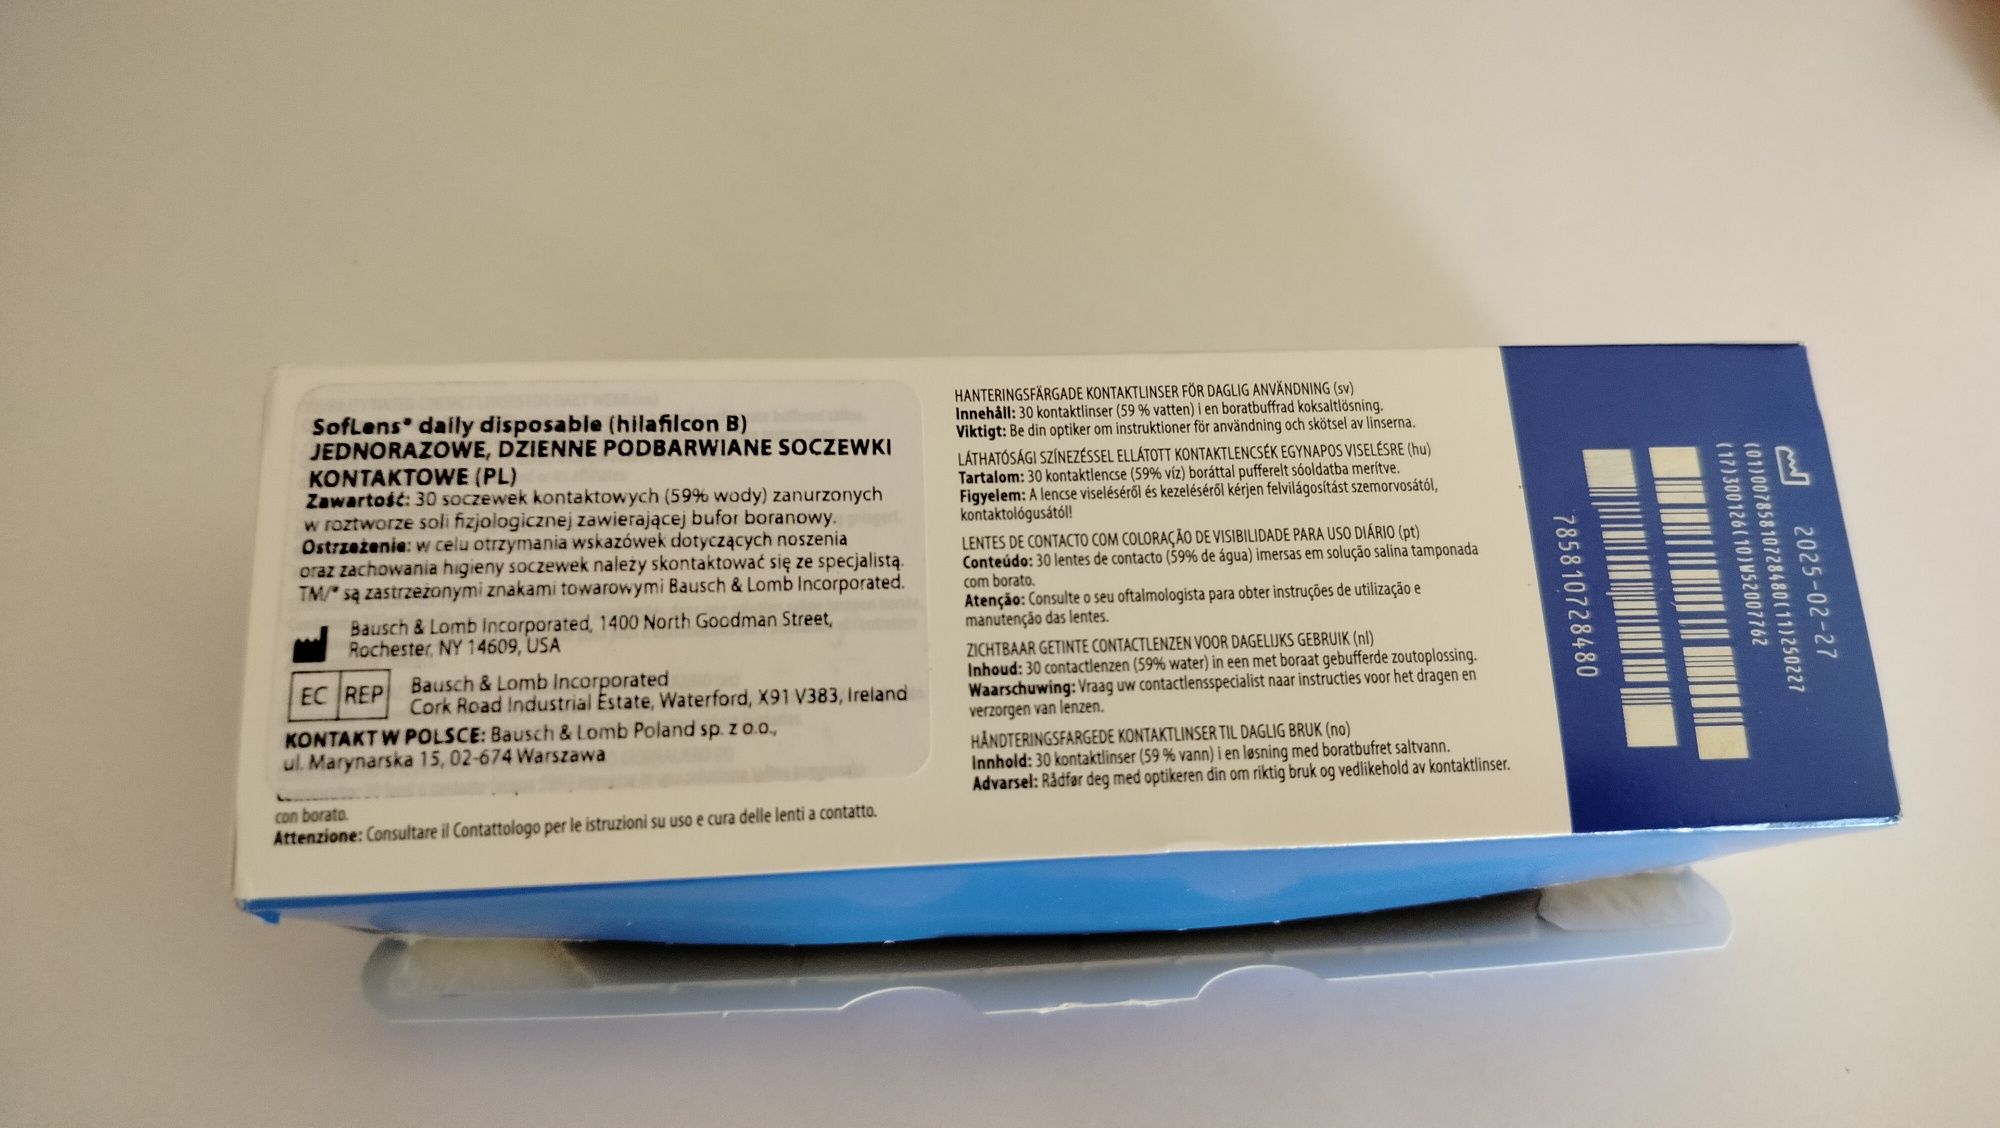 SofLens® daily disposable (hilafilcon B)
JEDNORAZOWE, DZIENNE PODBARWIANE SOCZEWKI
KONTAKTOWE (PL)
Zawartość: 30 soczewek kontaktowych (59% wody) zanurzonych
w roztworze soli fizjologicznej zawierającej bufor boranowy.
Ostrzeżenie: w celu otrzymania wskazówek dotyczących noszenia
oraz zachowania higieny soczewek należy skontaktować się ze specjalistą.
TM/® są zastrzeżonymi znakami towarowymi Bausch & Lomb Incorporated.
Bausch & Lomb Incorporated, 1400 North Goodman Street,
Rochester, NY 14609, USA
EC REP
Bausch & Lomb Incorporated
Cork Road Industrial Estate, Waterford, X91 V383, Ireland
KONTAKT W POLSCE: Bausch & Lomb Poland sp. z o.o.,
ul. Marynarska 15, 02-674 Warszawa
con borato.
Attenzione: Consultare il Contattologo per le istruzioni su uso e cura delle lenti a contatto.
HANTERINGSFÄRGADE KONTAKTLINSER FÖR DAGLIG ANVÄNDNING (sv)
Innehåll: 30 kontaktlinser (59 % vatten) i en boratbuffrad koksaltlösning.
Viktigt: Be din optiker om instruktioner för användning och skötsel av linserna.
LÁTHATÓSÁGI SZÍNEZÉSSEL ELLÁTOTT KONTAKTLENCSÉK EGYNAPOS VISELÉSRE (hu)
Tartalom: 30 kontaktlencse (59% víz) boráttal pufferelt sóoldatba merítve.
Figyelem: A lencse viseléséről és kezeléséről kérjen felvilágosítást szemorvosától,
kontaktológusától!
LENTES DE CONTACTO COM COLORAÇÃO DE VISIBILIDADE PARA USO DIÁRIO (pt)
Conteúdo: 30 lentes de contacto (59% de água) imersas em solução salina tamponada
com borato.
Atenção: Consulte o seu oftalmologista para obter instruções de utilização e
manutenção das lentes.
ZICHTBAAR GETINTE CONTACTLENZEN VOOR DAGELIJKS GEBRUIK (nl)
Inhoud: 30 contactlenzen (59% water) in een met boraat gebufferde zoutoplossing.
Waarschuwing: Vraag uw contactlensspecialist naar instructies voor het dragen en
verzorgen van lenzen.
HÅNDTERINGSFARGEDE KONTAKTLINSER TIL DAGLIG BRUK (no)
Innhold: 30 kontaktlinser (59 % vann) i en løsning med boratbufret saltvann.
Advarsel: Rådfør deg med optikeren din om riktig bruk og vedlikehold av kontaktlinser.
2025-02-27
(01)00785810728480(11)250227
(17)300126(10)W52007762
785810728480